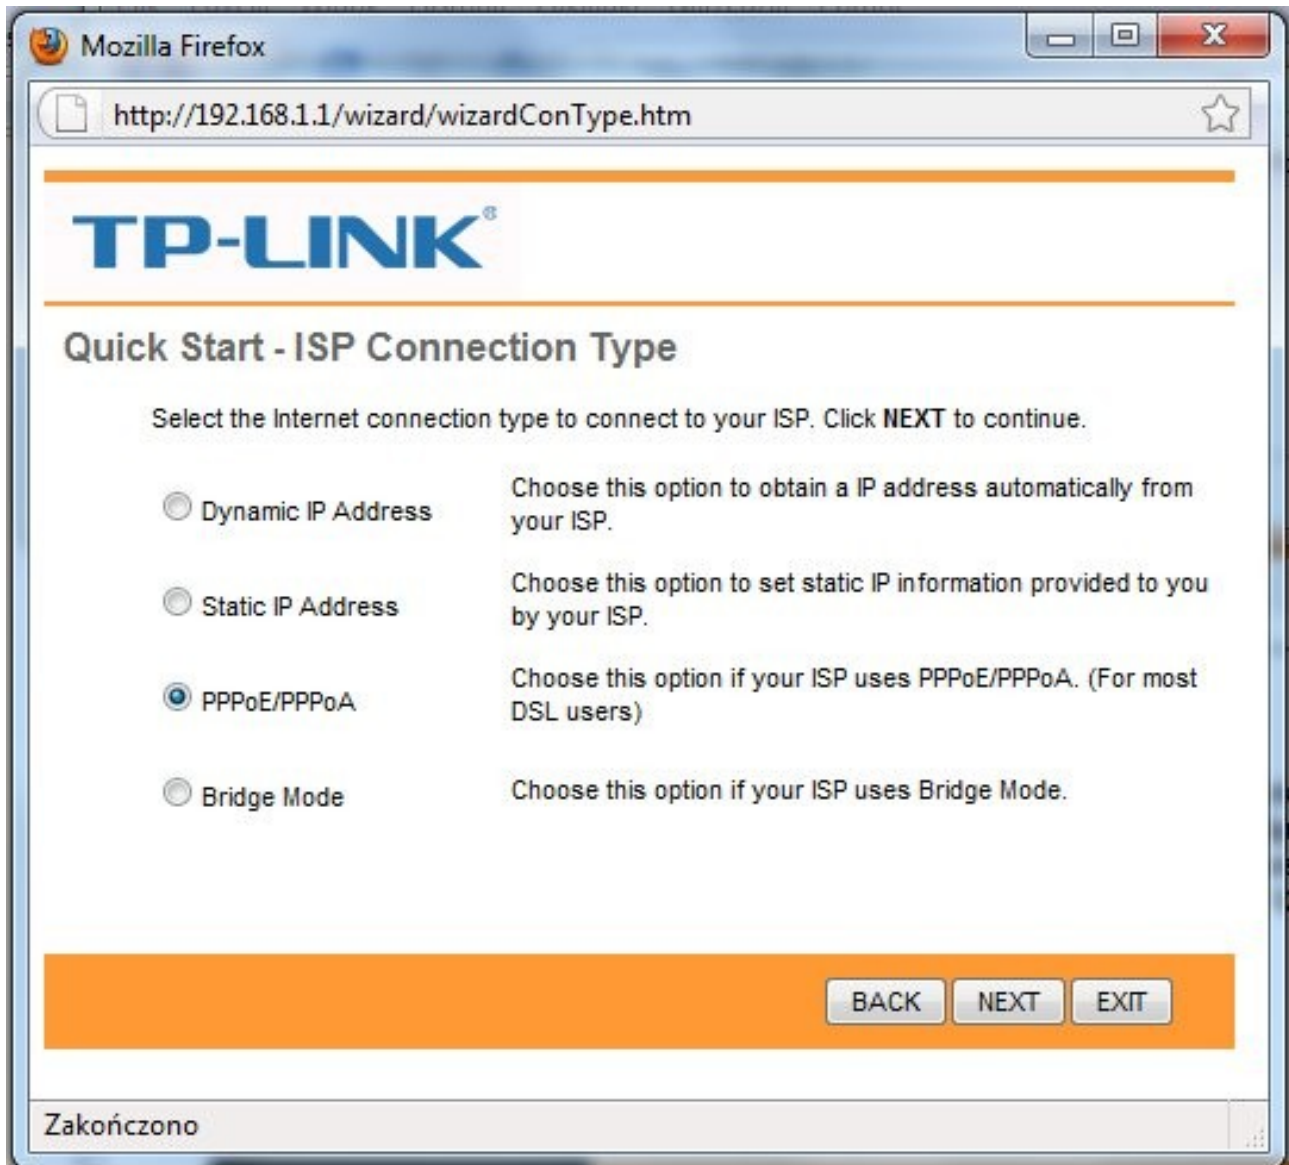 Mozilla Firefox
http://192.168.1.1/wizard/wizardConType.htm
TP-LINK®
Quick Start - ISP Connection Type
Select the Internet connection type to connect to your ISP. Click NEXT to continue.
Dynamic IP Address
Choose this option to obtain a IP address automatically from
your ISP.
Static IP Address
Choose this option to set static IP information provided to you
by your ISP.
PPPoE/PPPoA
Choose this option if your ISP uses PPPoE/PPPoA. (For most
DSL users)
Bridge Mode
Choose this option if your ISP uses Bridge Mode.
BACK NEXT EXIT
Zakończono